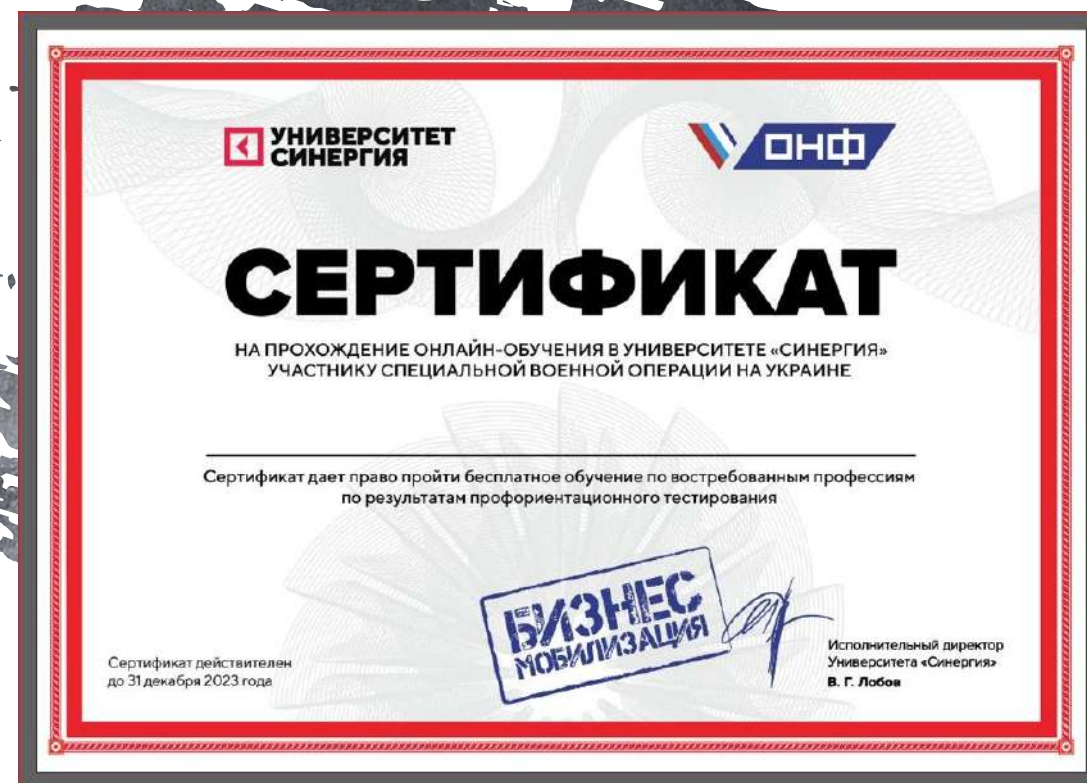 УНИВЕРСИТЕТ
СИНЕРГИЯ
ОНФ
СЕРТИФИКАТ
НА ПРОХОЖДЕНИЕ ОНЛАЙН-ОБУЧЕНИЯ В УНИВЕРСИТЕТЕ «СИНЕРГИЯ»
УЧАСТНИКУ СПЕЦИАЛЬНОЙ ВОЕННОЙ ОПЕРАЦИИ НА УКРАИНЕ
Сертификат дает право пройти бесплатное обучение по востребованным профессиям
по результатам профориентационного тестирования
БИЗНЕС
МОБИЛИЗАЦИЯ
Сертификат действителен
до 31 декабря 2023 года
Исполнительный директор
Университета «Синергия»
В. Г. Лобов